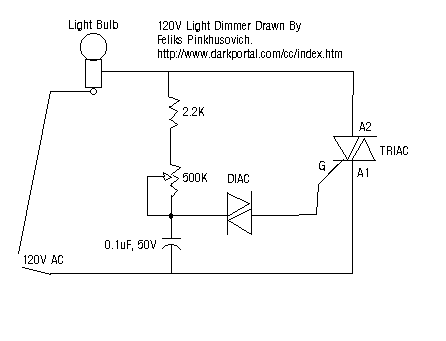 Light Bulb
120V Light Dimmer Drawn By
Feliks Pinkhusovich.
http://www.darkportal.com/cc/index.htm
2.2K
A2
TRIAC
G
A1
500K
DIAC
0.1uF, 50V
120V AC